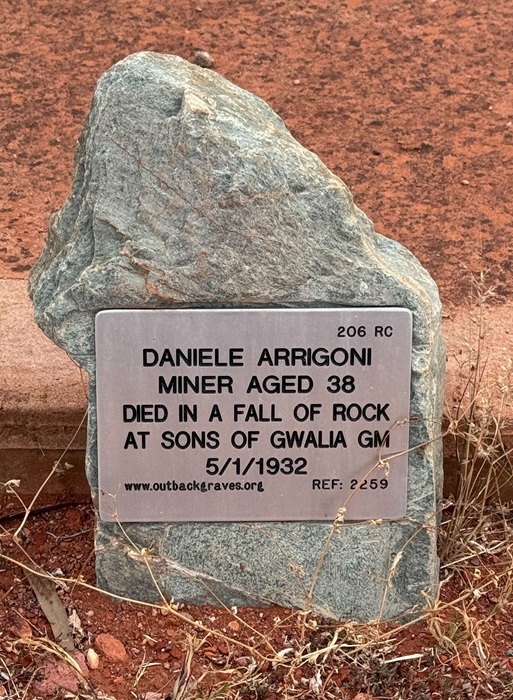 206 RC
DANIELE ARRIGONI
MINER AGED 38
DIED IN A FALL OF ROCK
AT SONS OF GWALIA GM
5/1/1932
www.outbackgraves.org REF: 2259